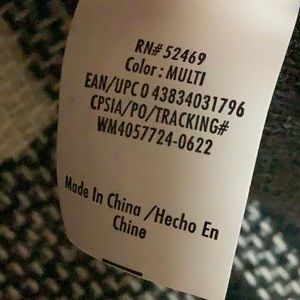 RN# 52469
Color : MULTI
EAN/UPC 0 43834031796
CPSIA/PO/TRACKING#
WM4057724-0622
Made In China /Hecho En
Chine